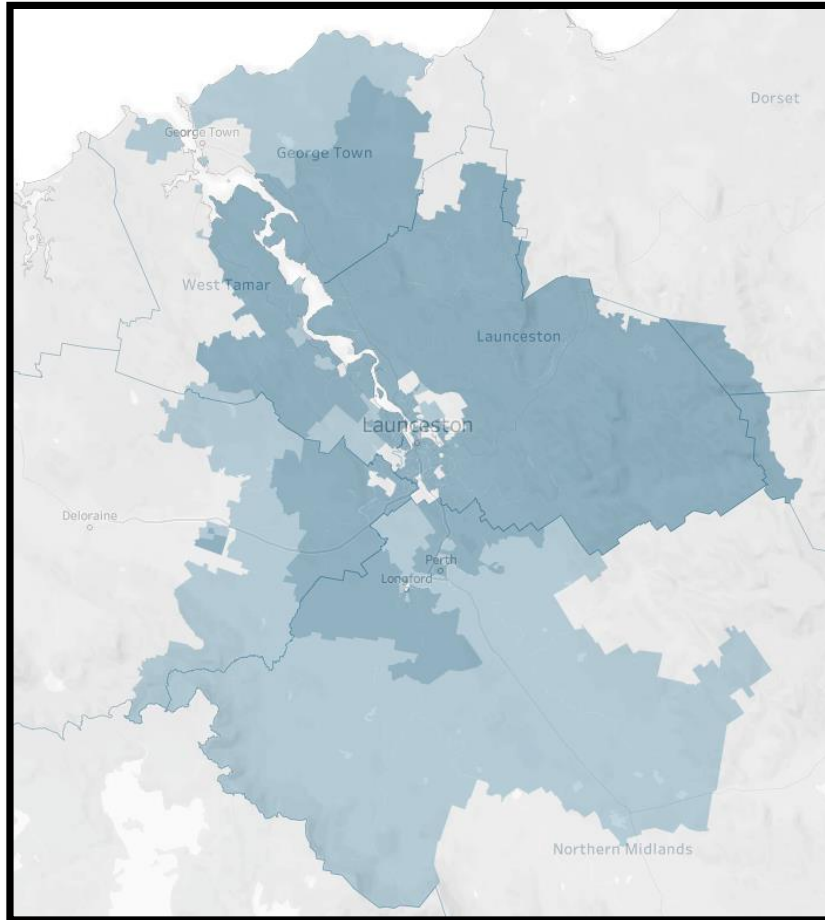 Dorset
George Town
George Town
West Tamar
Launceston
Launceston
Deloraine
Perth
Longford
Northern Midlands